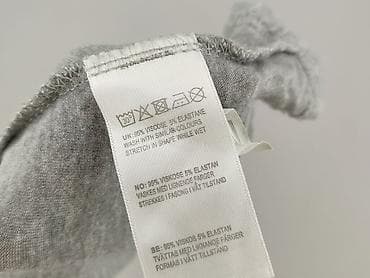 UK: 95% VISCOSE 5% ELASTANE
WASH WITH SIMILAR COLOURS
STRETCH IN SHAPE WHILE WET
NO: 95% VISKOSE 5% ELASTAN
VASKES MED LIGNENDE FARGER
STREKKES I FASONG I VÅT TILSTAND
SE: 95% VISKOS 5% ELASTAN
TVÄTTAS MED LIKNANDE FÄRGER
FORMAS I VÅTT TILLSTAND